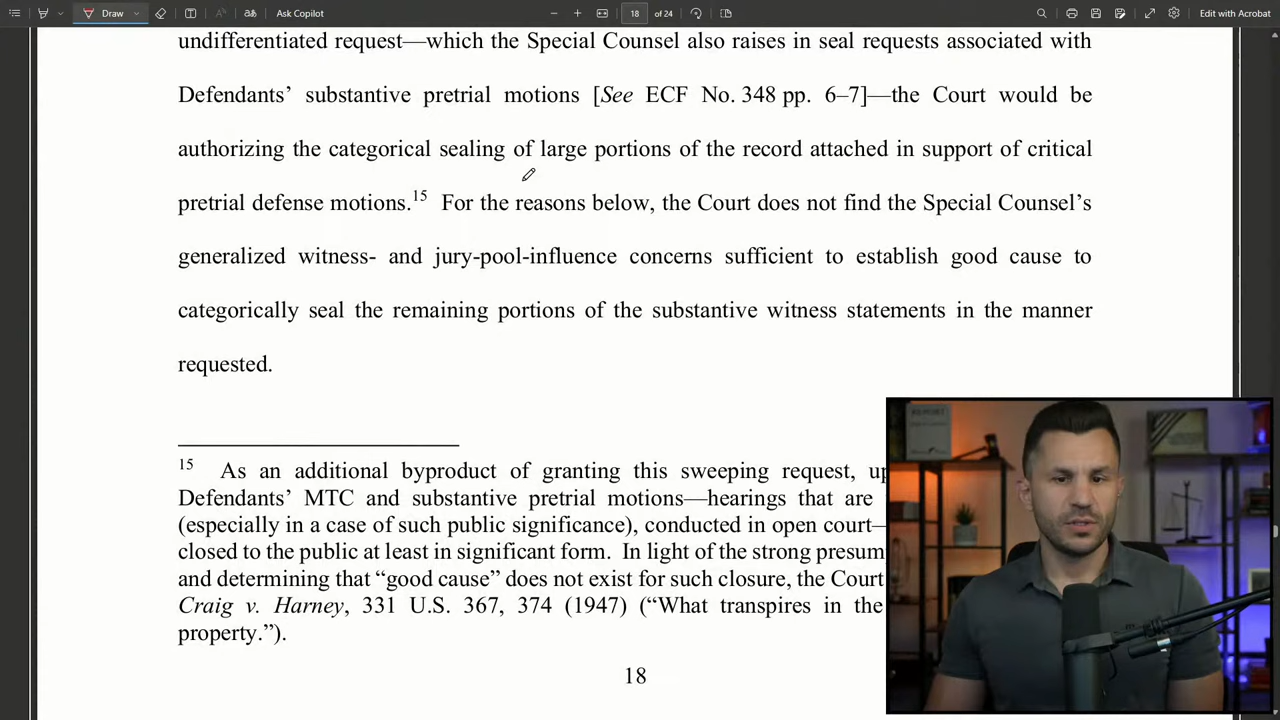 Draw
Ask Copilot
18 of 24
Edit with Acrobat
undifferentiated request—which the Special Counsel also raises in seal requests associated with
Defendants’ substantive pretrial motions [See ECF No. 348 pp. 6–7]—the Court would be
authorizing the categorical sealing of large portions of the record attached in support of critical
pretrial defense motions.15 For the reasons below, the Court does not find the Special Counsel’s
generalized witness- and jury-pool-influence concerns sufficient to establish good cause to
categorically seal the remaining portions of the substantive witness statements in the manner
requested.
15 As an additional byproduct of granting this sweeping request, up
Defendants’ MTC and substantive pretrial motions—hearings that are
(especially in a case of such public significance), conducted in open court—
closed to the public at least in significant form. In light of the strong presum
and determining that “good cause” does not exist for such closure, the Court
Craig v. Harney, 331 U.S. 367, 374 (1947) (“What transpires in the
property.”).
18